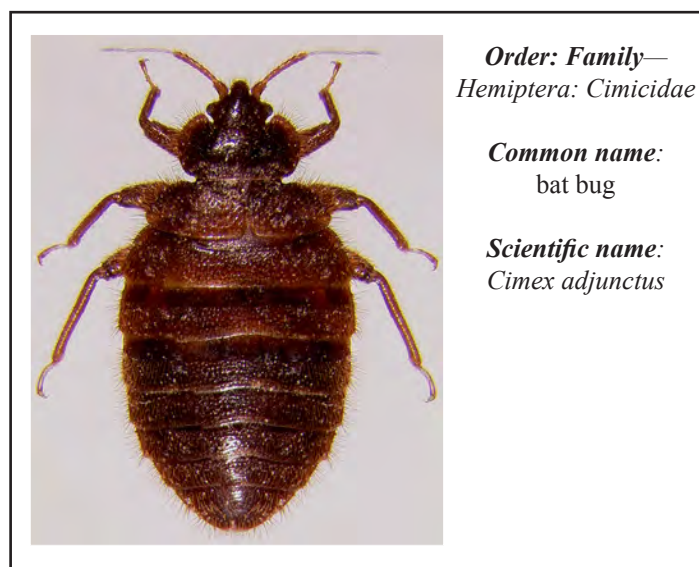 Order: Family—
Hemiptera: Cimicidae
Common name:
bat bug
Scientific name:
Cimex adjunctus